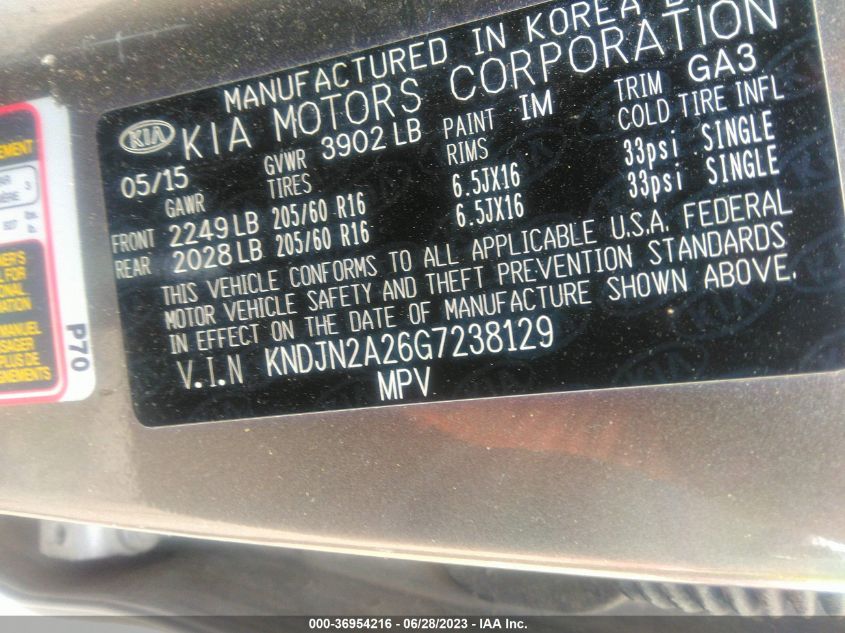 MANUFACTURED IN KOREA B
KIA KIA MOTORS CORPORATION
05/15 GVWR 3902 LB PAINT IM TRIM GA3
GAWR TIRES RIMS COLD TIRE INFL
FRONT 2249 LB 205/60 R16 6.5JX16 33psi SINGLE
REAR 2028 LB 205/60 R16 6.5JX16 33psi SINGLE
THIS VEHICLE CONFORMS TO ALL APPLICABLE U.S.A. FEDERAL
MOTOR VEHICLE SAFETY AND THEFT PREVENTION STANDARDS
IN EFFECT ON THE DATE OF MANUFACTURE SHOWN ABOVE.
V.I.N KNDJN2A26G7238129
MPV
EMENT
3
P70
MANUEL
000-36954216 - 06/28/2023 - IAA Inc.